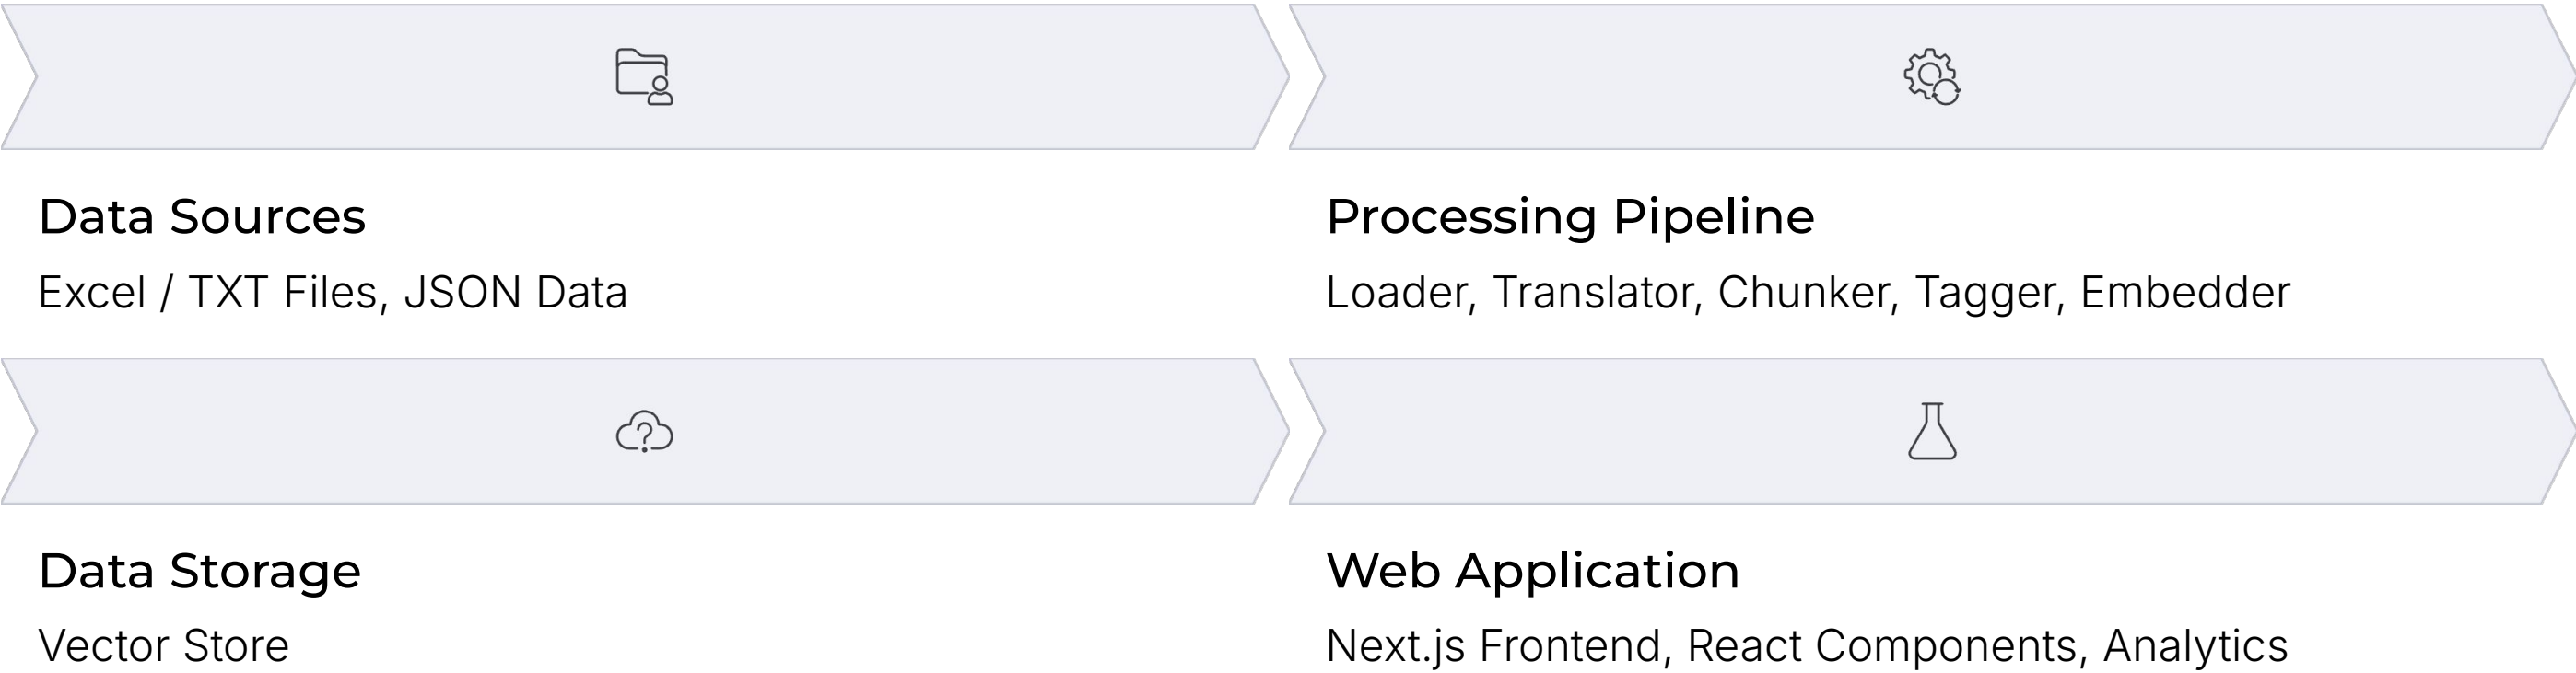 Data Sources
Excel / TXT Files, JSON Data
Processing Pipeline
Loader, Translator, Chunker, Tagger, Embedder
Data Storage
Vector Store
Web Application
Next.js Frontend, React Components, Analytics